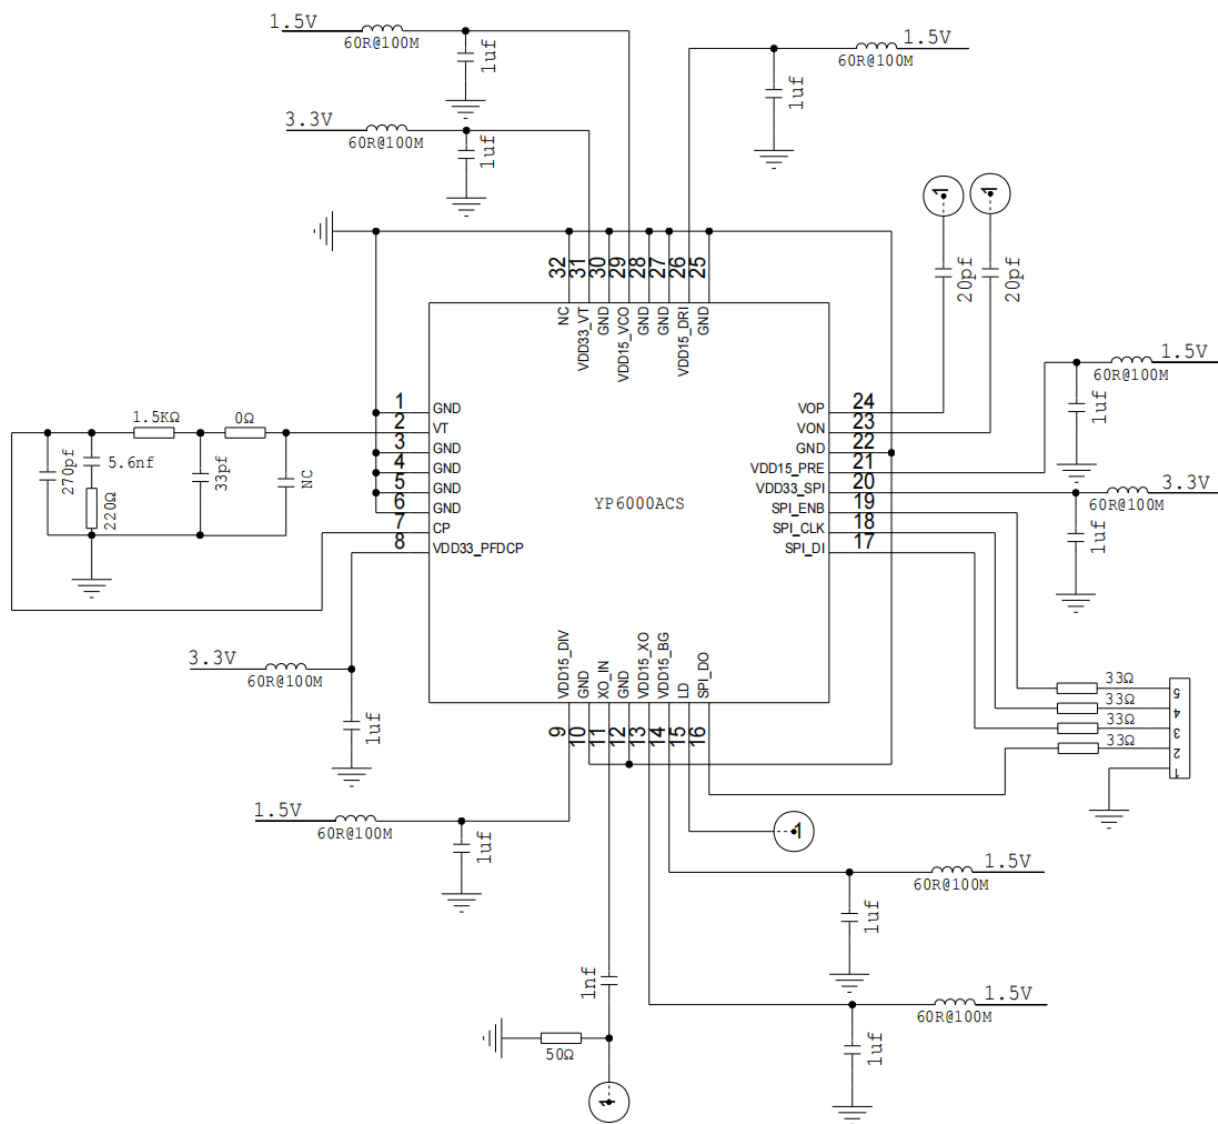 1.5V
60R@100M
1uf
1.5V
60R@100M
1uf
3.3V
60R@100M
1uf
1
1
20pf
20pf
32
31
30
29
28
27
26
25
NC
VDD33_VT
GND
VDD15_VCO
GND
GND
VDD15_DRI
GND
1.5V
60R@100M
1uf
1 GND
2 VT
3 GND
4 GND
5 GND
6 GND
7 CP
8 VDD33_PFDCP
1.5KΩ
0Ω
270pf
5.6nf
220Ω
33pf
NC
YP6000ACS
VOP 24
VON 23
GND 22
VDD15_PRE 21
VDD33_SPI 20
SPI_ENB 19
SPI_CLK 18
SPI_DI 17
3.3V
60R@100M
1uf
VDD15_DIV
GND
XO_IN
GND
VDD15_XO
VDD15_BG
LD
SPI_DO
9
10
11
12
13
14
15
16
3.3V
60R@100M
1uf
33Ω
33Ω
33Ω
33Ω
5
4
3
2
1
1.5V
60R@100M
1uf
1
1.5V
60R@100M
1uf
1nf
1.5V
60R@100M
1uf
50Ω
1